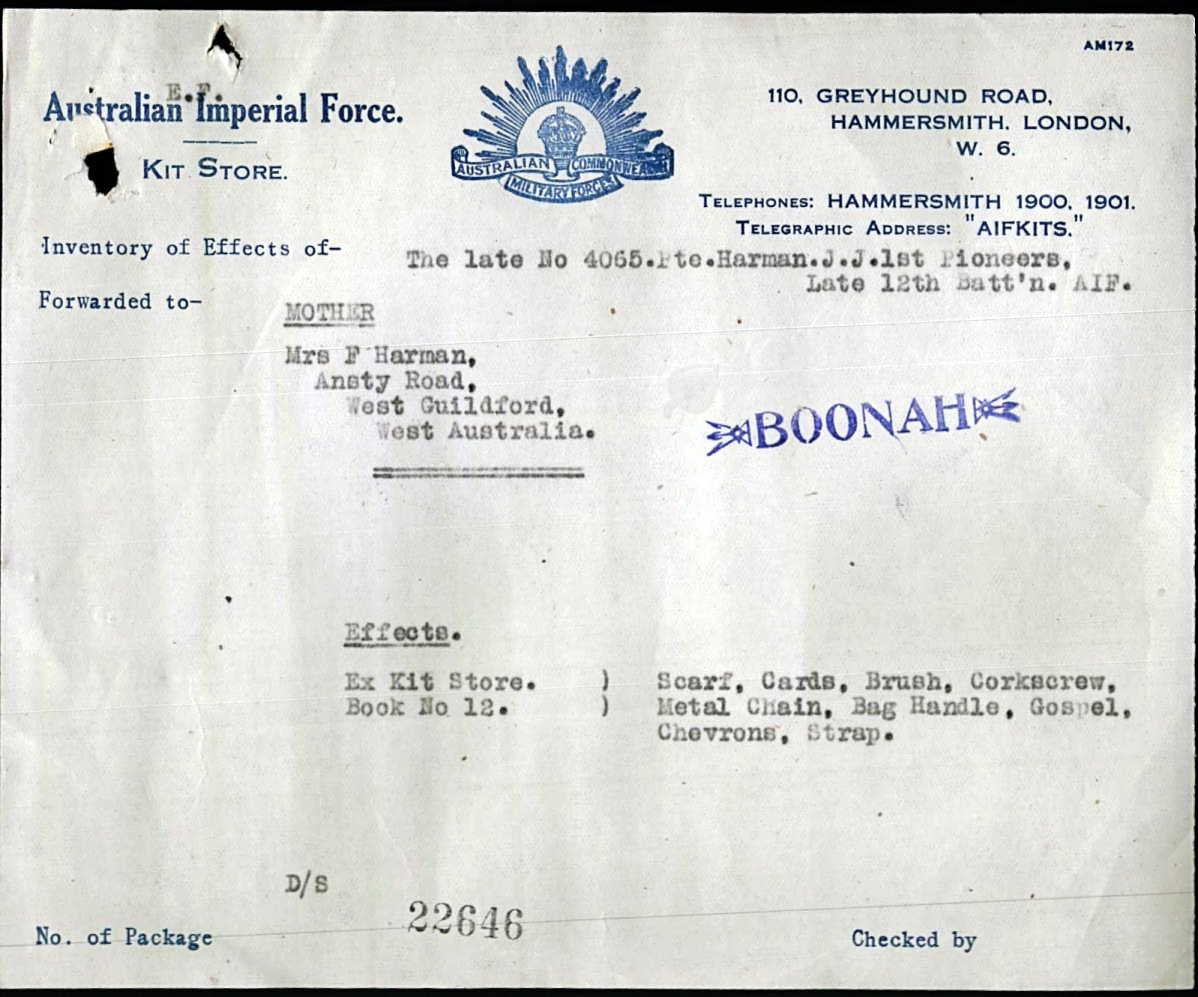 AM172
E.F.
Australian Imperial Force.
KIT STORE.
AUSTRALIAN COMMONWEALTH
MILITARY FORCES
110, GREYHOUND ROAD,
HAMMERSMITH. LONDON,
W. 6.
TELEPHONES: HAMMERSMITH 1900, 1901.
TELEGRAPHIC ADDRESS: "AIFKITS."
Inventory of Effects of- The late No 4065.Pte.Harman.J.J.1st Pioneers,
Late 12th Batt'n. AIF.
Forwarded to-
MOTHER
Mrs F Harman,
Ansty Road,
West Guildford,
West Australia.
BOONAH
Effects.
Ex Kit Store. ) Scarf, Cards, Brush, Corkscrew,
Book No 12. ) Metal Chain, Bag Handle, Gospel,
Chevrons, Strap.
D/S
22646
No. of Package
Checked by